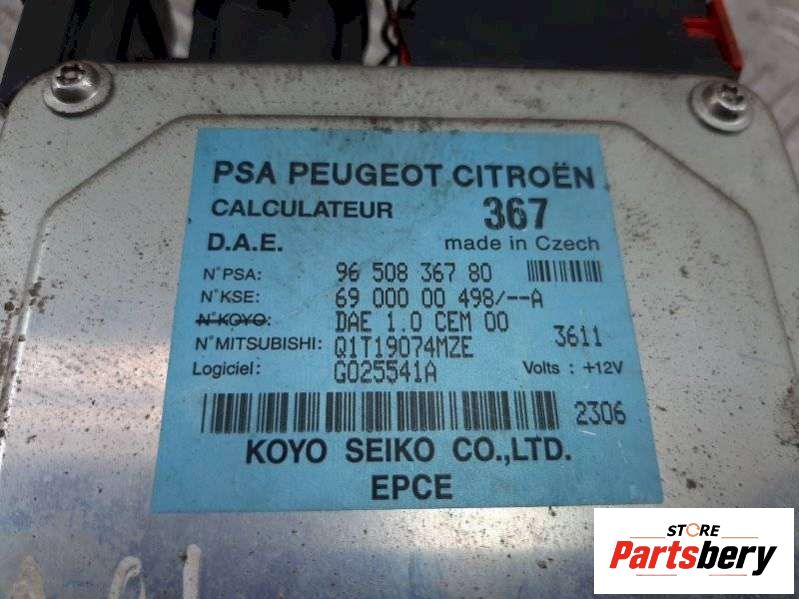 PSA PEUGEOT CITROËN
CALCULATEUR 367
D.A.E. made in Czech
N°PSA: 96 508 367 80
N°KSE: 69 000 00 498/--A
N°KOYO: DAE 1.0 CEM 00
N°MITSUBISHI: Q1T19074MZE 3611
Logiciel: G025541A Volts : +12V
2306
KOYO SEIKO CO.,LTD.
EPCE
STORE
Partsbery